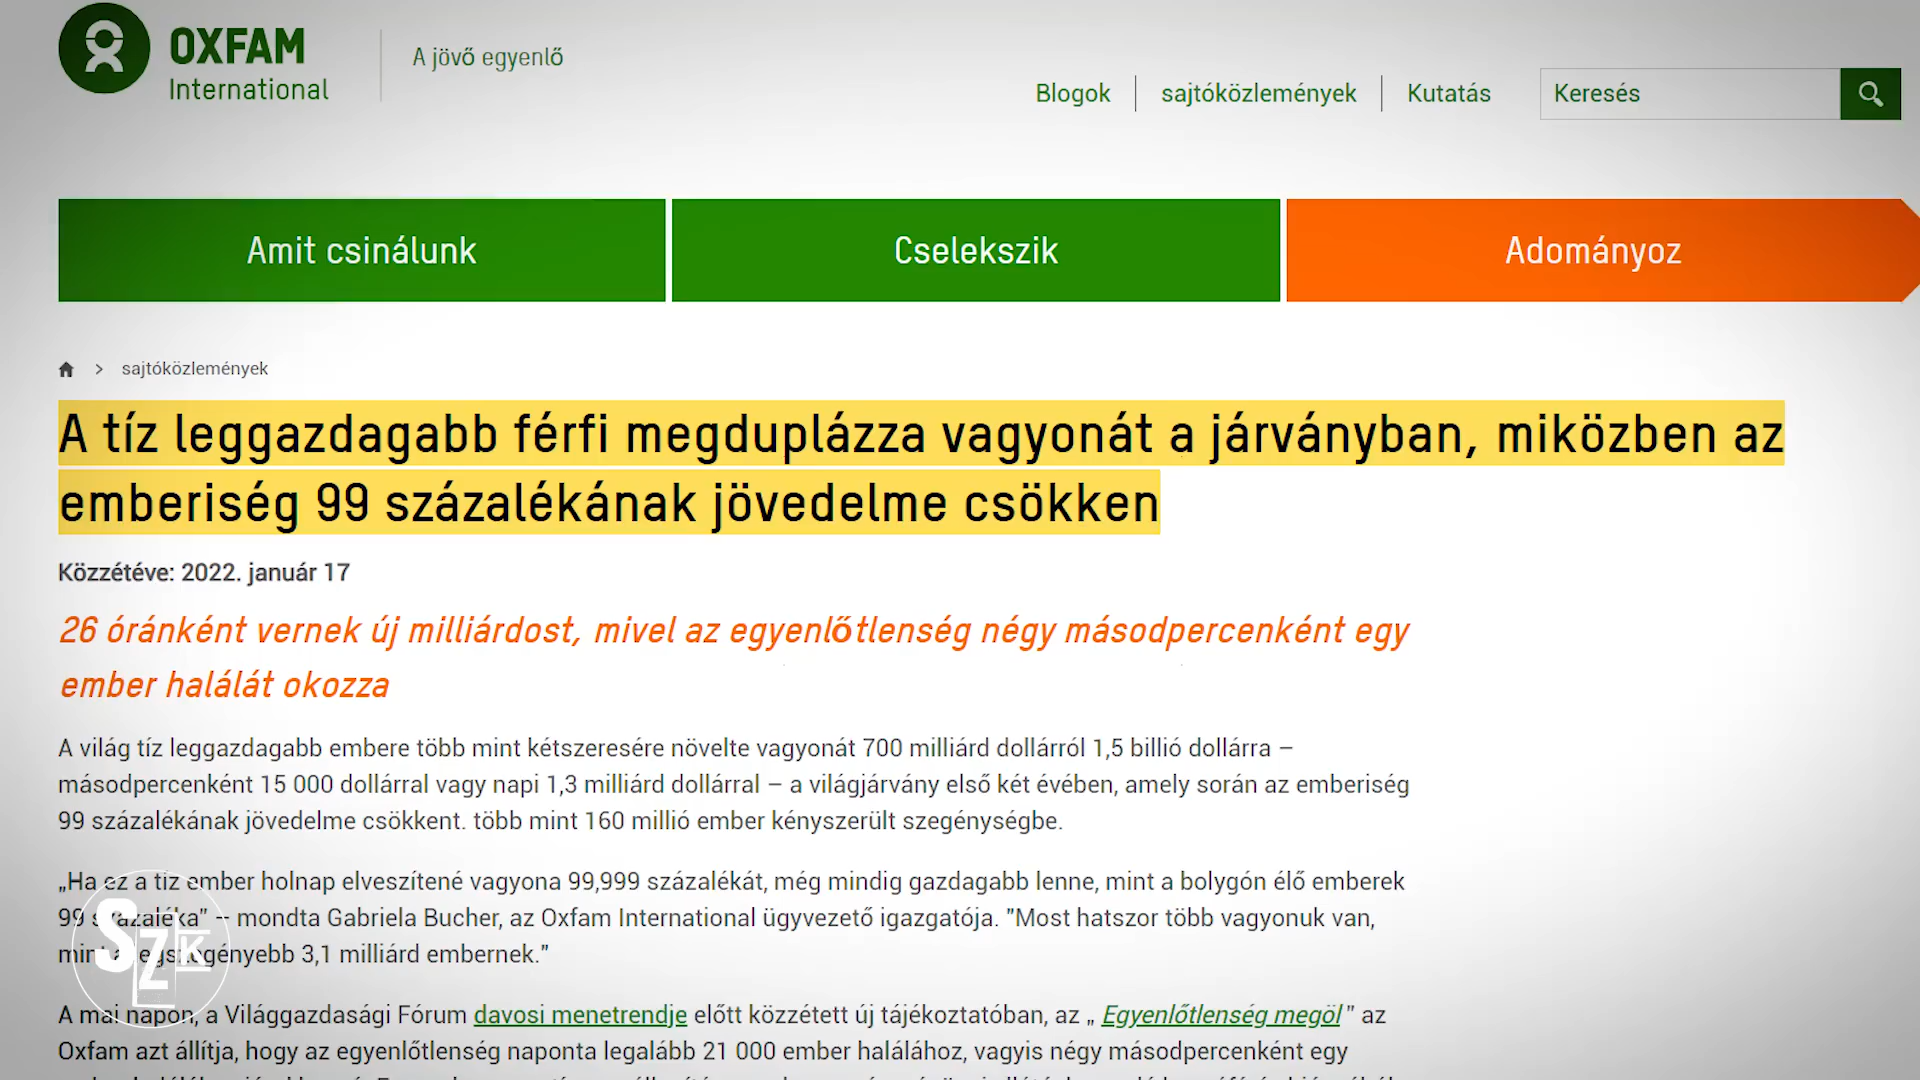 OXFAM
International
A jövő egyenlő
Blogok
sajtóközlemények
Kutatás
Keresés
Amit csinálunk
Cselekszik
Adományoz
sajtóközlemények
A tíz leggazdagabb férfi megduplázza vagyonát a járványban, miközben az
emberiség 99 százalékának jövedelme csökken
Közzétéve: 2022. január 17
26 óránként vernek új milliárdost, mivel az egyenlőtlenség négy másodpercenként egy
ember halálát okozza
A világ tíz leggazdagabb embere több mint kétszeresére növelte vagyonát 700 milliárd dollárról 1,5 billió dollárra –
másodpercenként 15 000 dollárral vagy napi 1,3 milliárd dollárral – a világjárvány első két évében, amely során az emberiség
99 százalékának jövedelme csökkent. több mint 160 millió ember kényszerült szegénységbe.
„Ha ez a tíz ember holnap elveszítené vagyona 99,999 százalékát, még mindig gazdagabb lenne, mint a bolygón élő emberek
99 százaléka” – mondta Gabriela Bucher, az Oxfam International ügyvezető igazgatója. "Most hatszor több vagyonuk van,
mint a legszegényebb 3,1 milliárd embernek."
SZK
A mai napon, a Világgazdasági Fórum davosi menetrendje előtt közzétett új tájékoztatóban, az „ Egyenlőtlenség megöl ” az
Oxfam azt állítja, hogy az egyenlőtlenség naponta legalább 21 000 ember halálához, vagyis négy másodpercenként egy